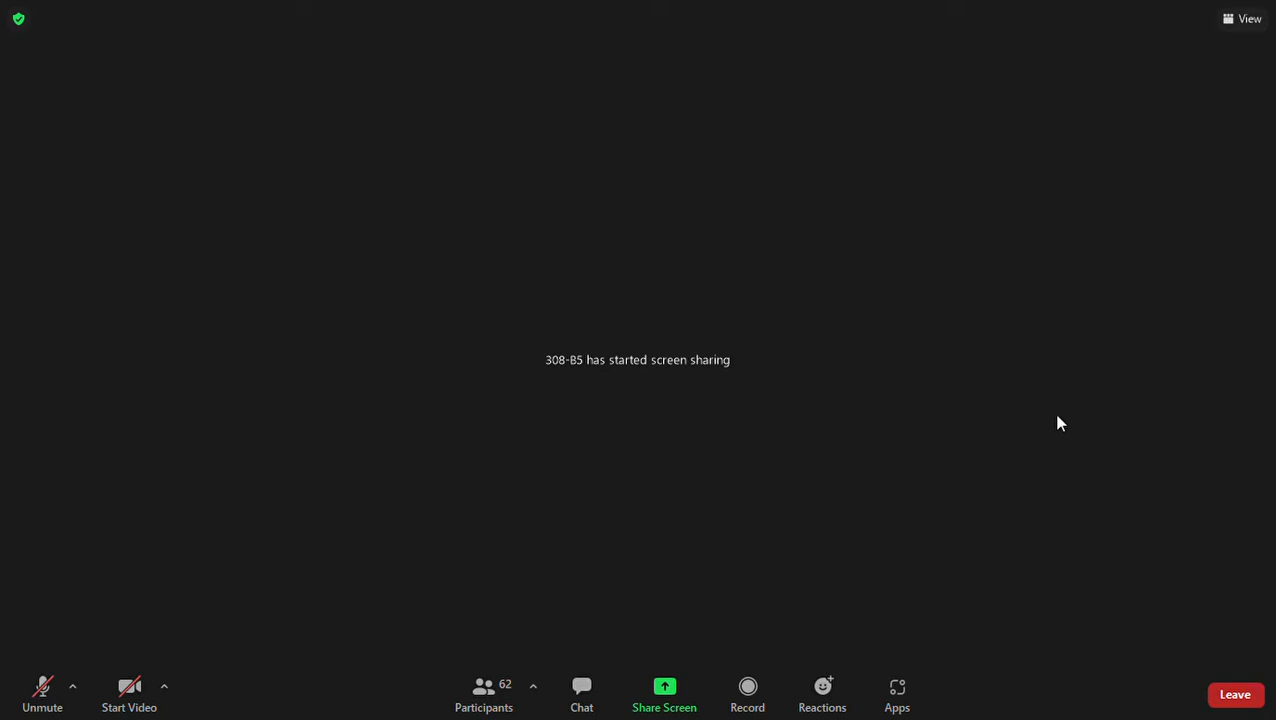 View
308-B5 has started screen sharing
62
Unmute
Start Video
Participants
Chat
Share Screen
Record
Reactions
Apps
Leave